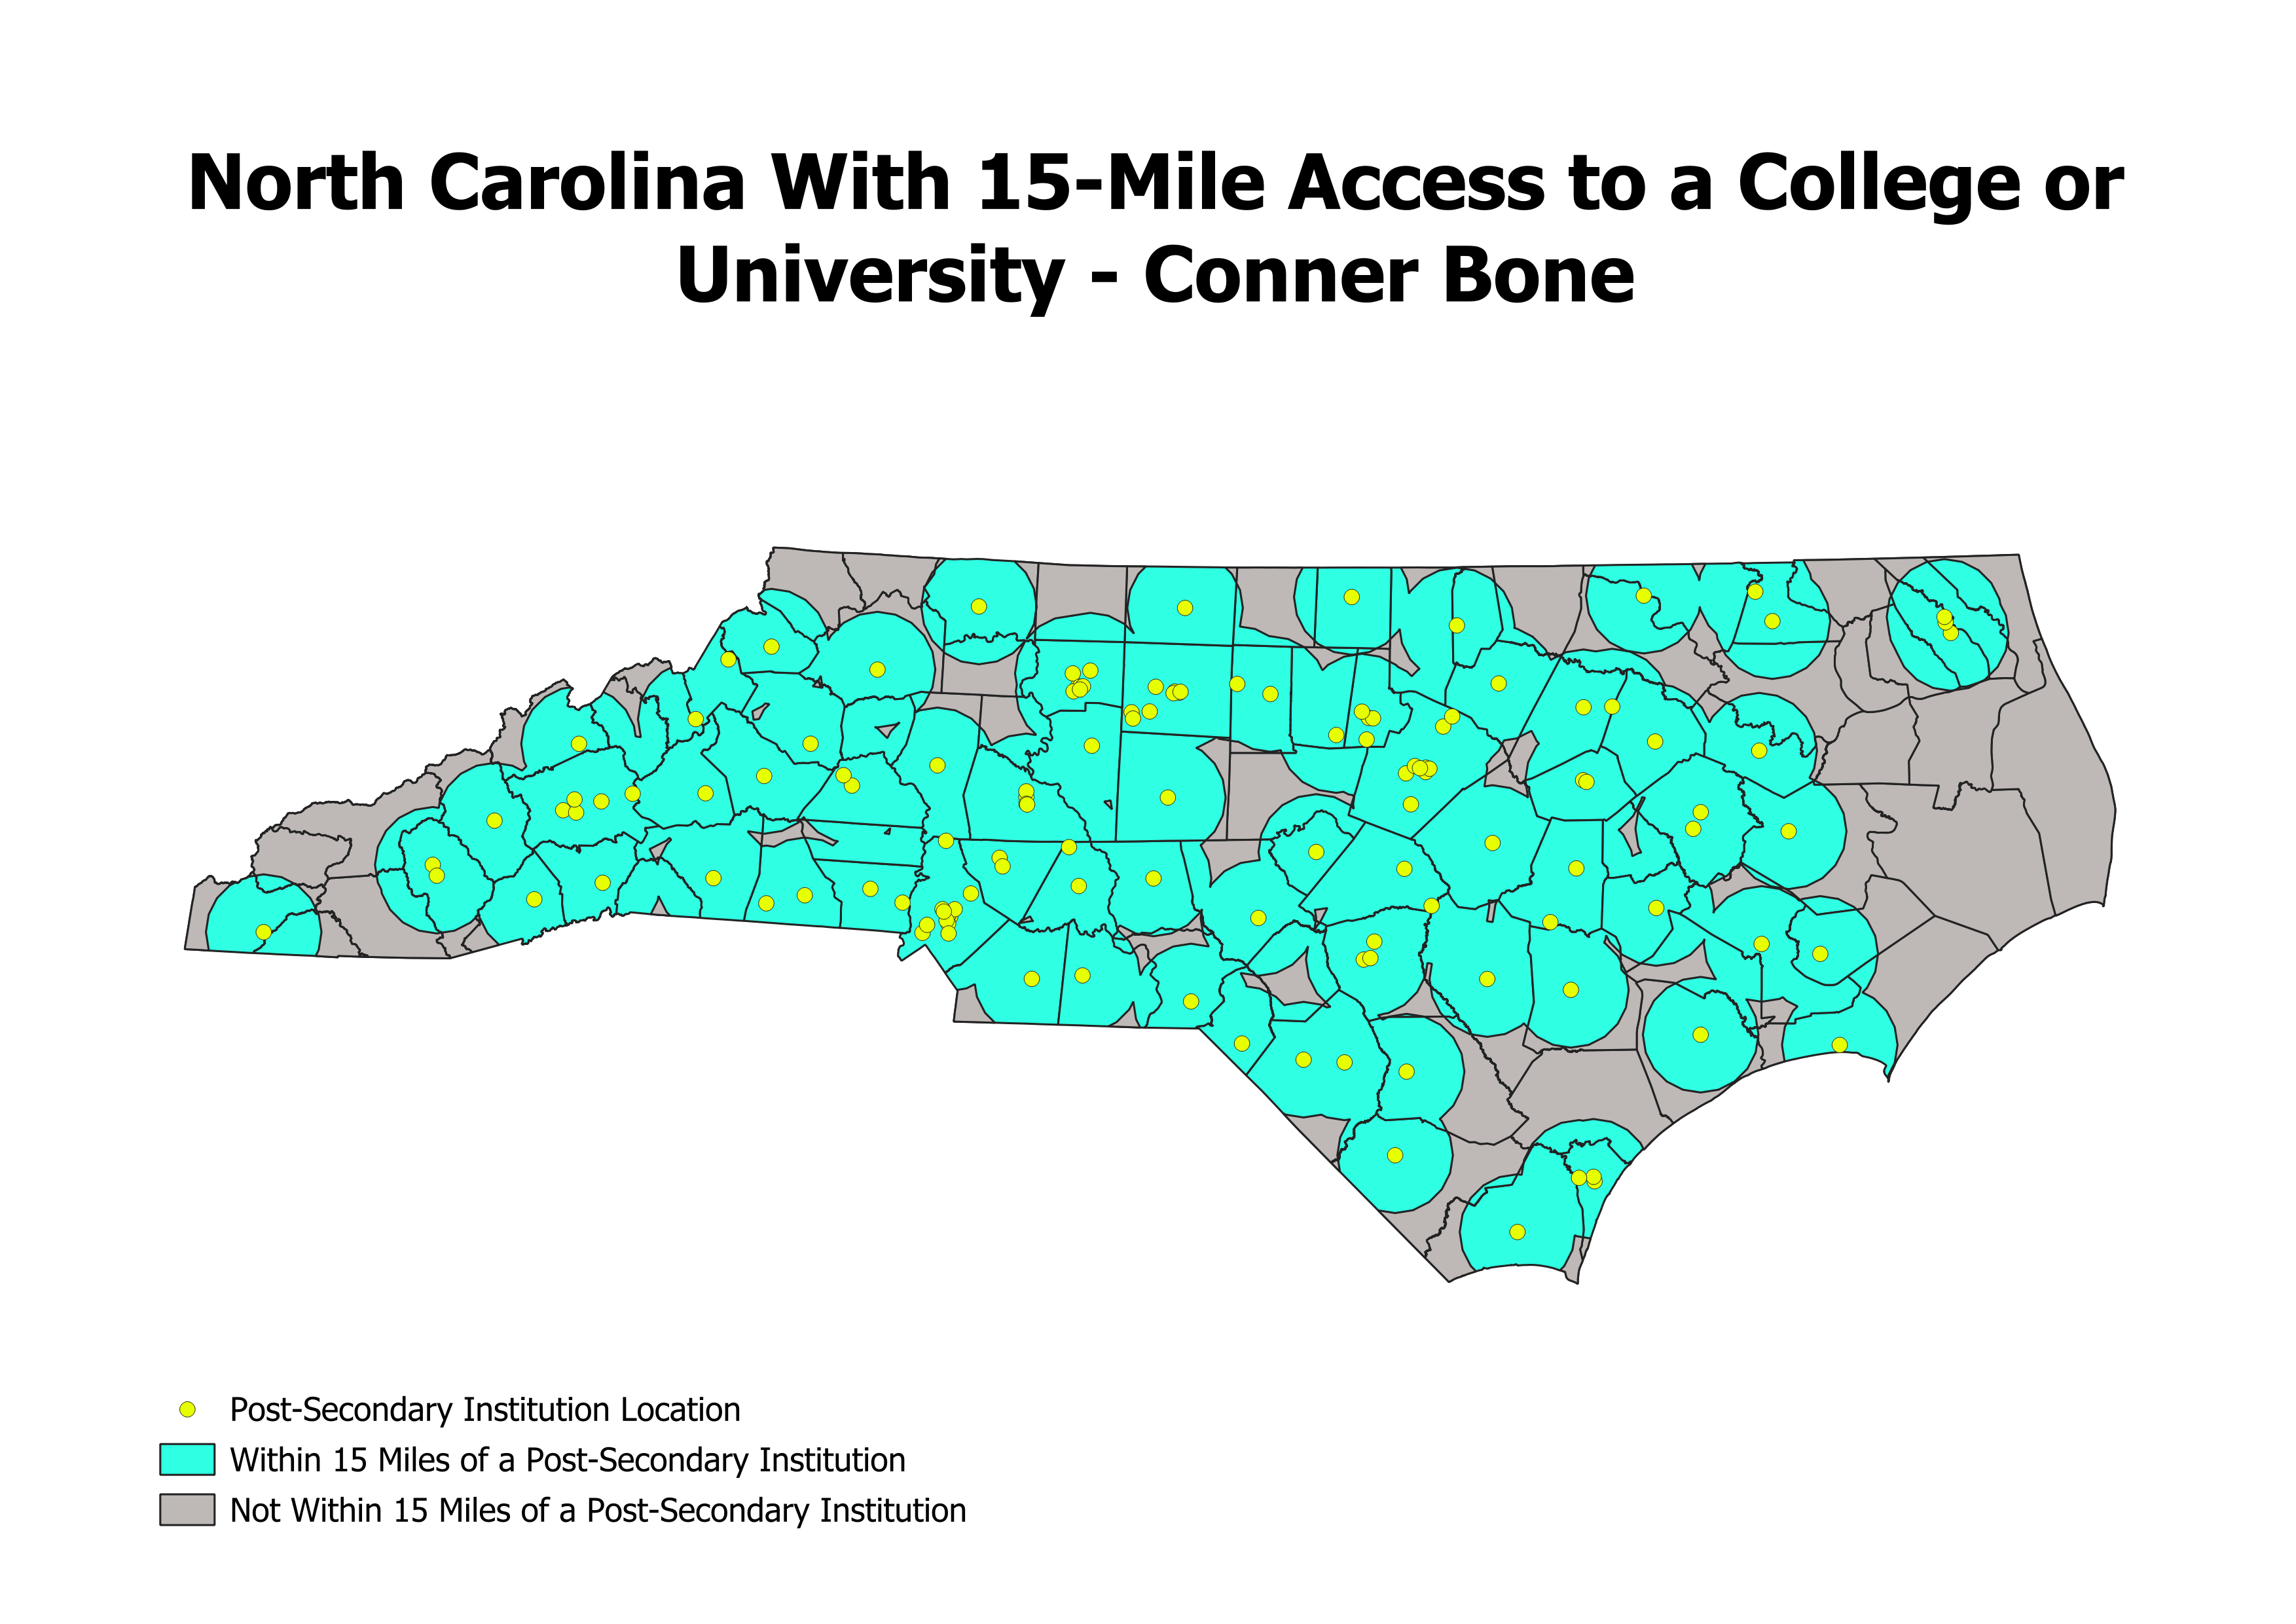 North Carolina With 15-Mile Access to a College or
University - Conner Bone
Post-Secondary Institution Location
Within 15 Miles of a Post-Secondary Institution
Not Within 15 Miles of a Post-Secondary Institution